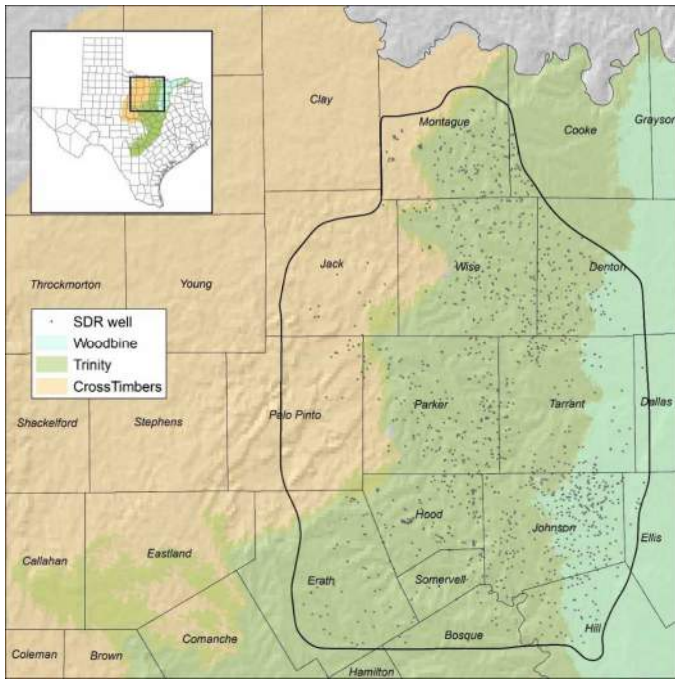 Clay
Montague
Cooke
Grayson
Throckmorton
Young
Jack
Wise
Denton
SDR well
Woodbine
Trinity
CrossTimbers
Shackelford
Stephens
Palo Pinto
Parker
Tarrant
Dallas
Callahan
Eastland
Hood
Johnson
Ellis
Erath
Somervell
Comanche
Bosque
Hill
Coleman
Brown
Hamilton